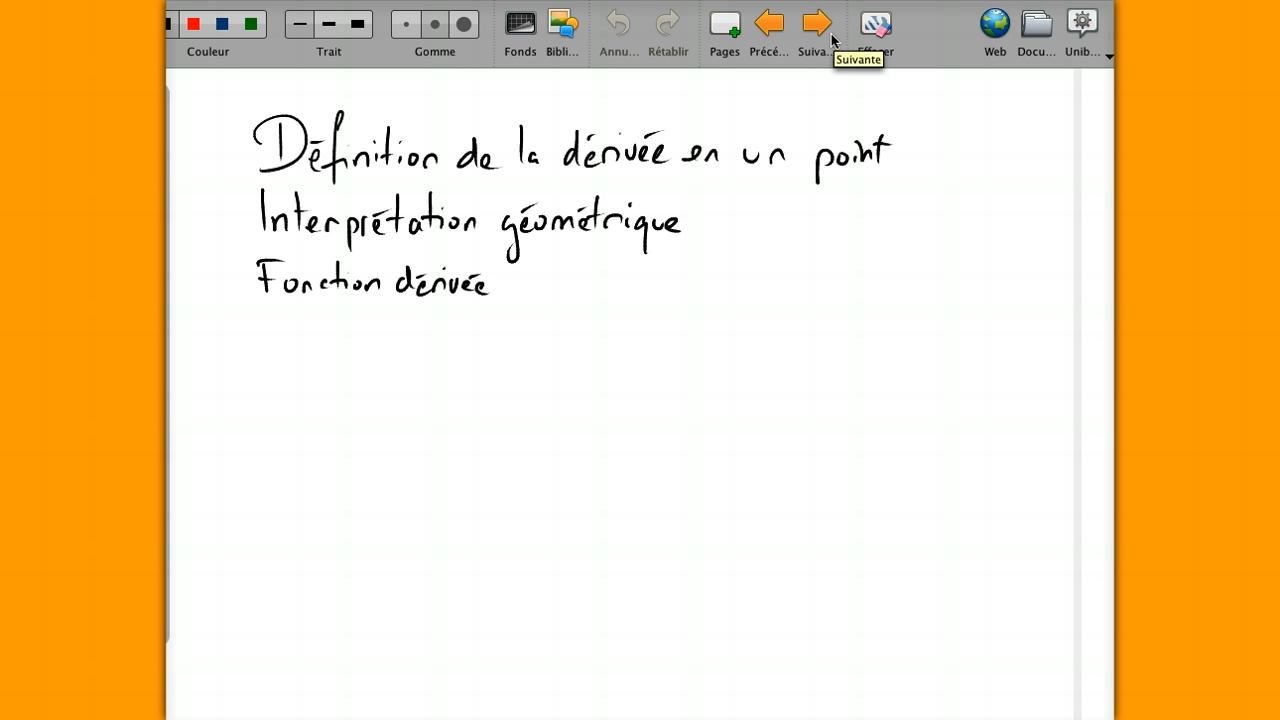 Couleur Trait Gomme Fonds Bibli... Annu... Rétablir Pages Précé... Suiva... Effacer Web Docu... Unib...
Suivante
Définition de la dérivée en un point
Interprétation géométrique
Fonction dérivée